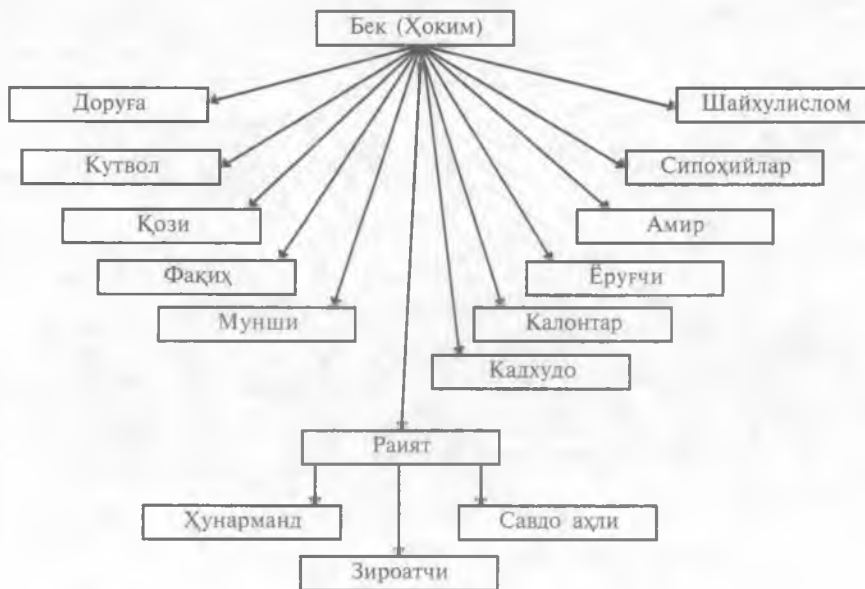 Бек (Ҳоким)
Доруға
Шайхулислом
Кутвол
Сипоҳийлар
Қози
Амир
Фақиҳ
Ёруғчи
Мунши
Калонтар
Кадхудо
Раият
Ҳунарманд
Савдо аҳли
Зироатчи